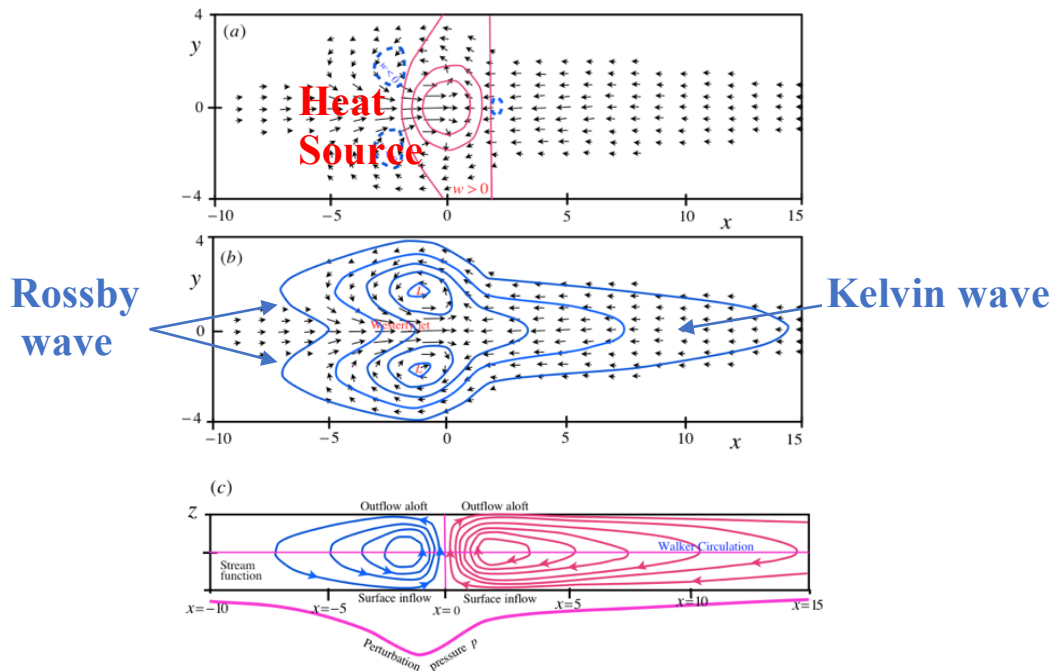 4
(a)
y
w < 0
0
Heat
Source
w > 0
−4
−10
−5
0
5
10
15
x
4
(b)
y
L
Rossby
wave
Kelvin wave
Westerly jet
0
L
−4
−10
−5
0
5
10
15
x
(c)
Outflow aloft
Outflow aloft
z
Walker Circulation
Stream
function
Surface inflow
Surface inflow
x=−10
x=−5
x=0
x=5
x=10
x=15
Perturbation pressure p